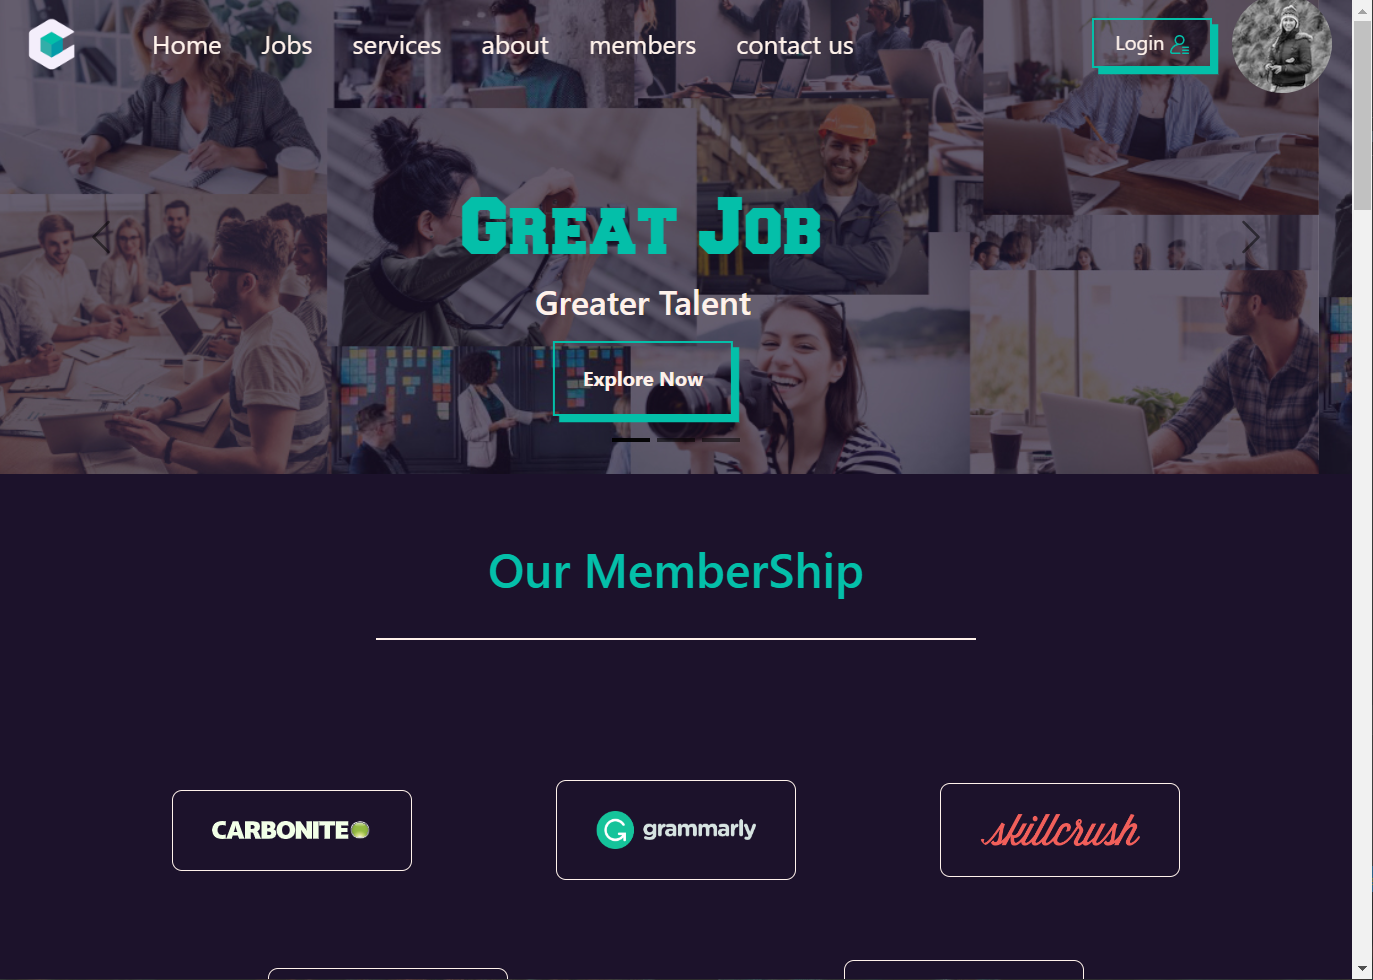 Home Jobs services about members contact us Login
Great Job
Greater Talent
Explore Now
Our MemberShip
CARBONITE grammarly skillcrush